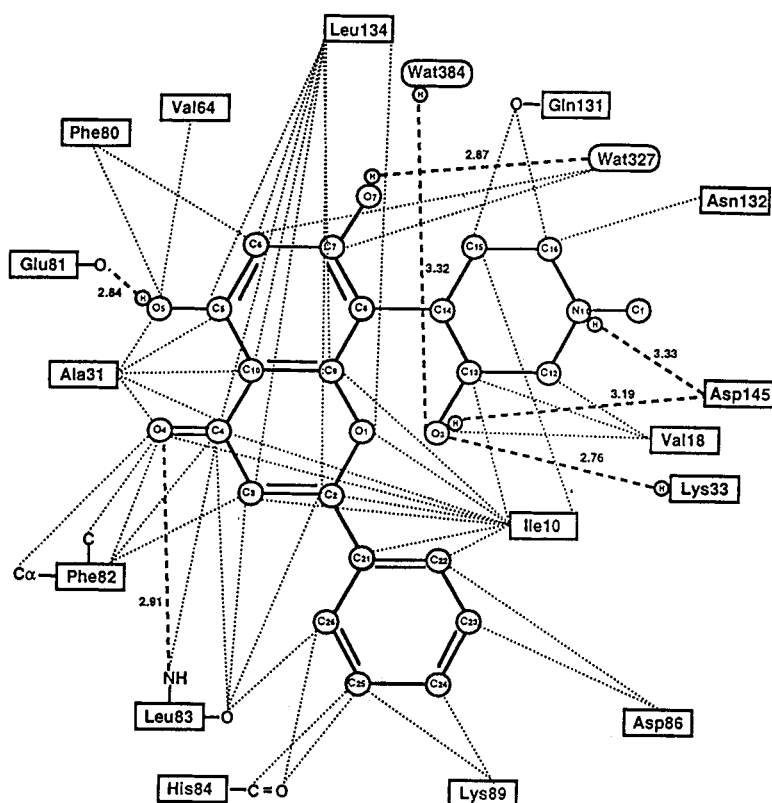 Leu134
Wat384
H
O Gln131
Val64
Phe80
H 2.87 Wat327
O7
Asn132
C6 C7 C15 C16
Glu81 O
2.84 H O5 C5 C8 3.32 C14 N11 C1
H
3.33
Ala31 C10 C9 C13 C12
3.19 Asp145
O4 C4 O1 O3 H Val18
2.76
H Lys33
C3 C2
Ile10
C
Cα Phe82 C21 C22
2.91
C26 C23
NH
C25 C24
Leu83 O Asp86
His84 C=O Lys89